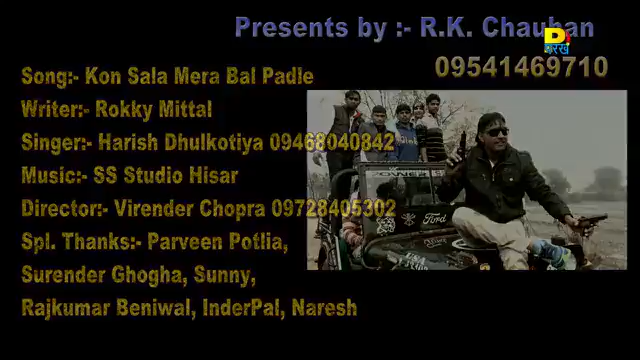 Presents by :- R.K. Chauhan
09541469710
Song:- Kon Sala Mera Bal Padle
Writer:- Rokky Mittal
Singer:- Harish Dhulkotiya 09468040842
Music:- SS Studio Hisar
Director:- Virender Chopra 09728405302
Spl. Thanks:- Parveen Potlia,
Surender Ghogha, Sunny,
Rajkumar Beniwal, InderPal, Naresh
Ford